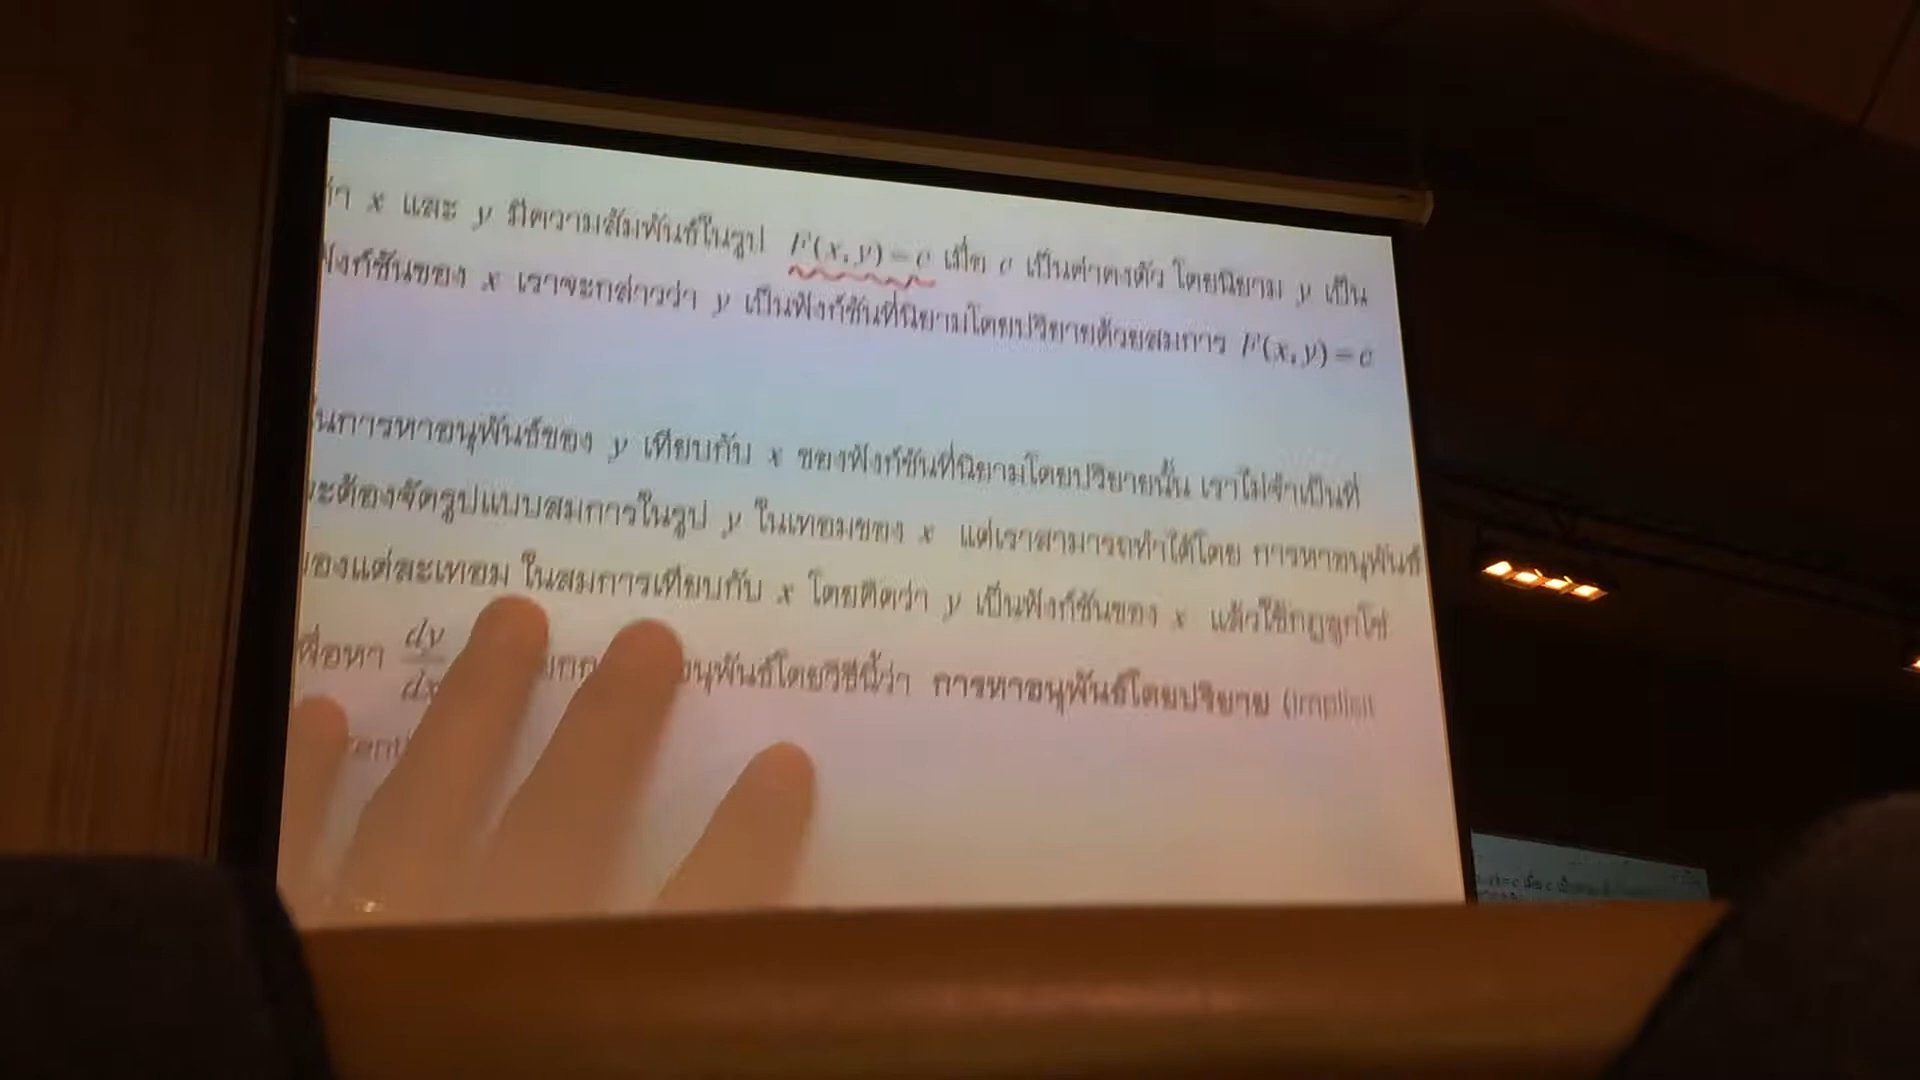 ว่า x และ y มีความสัมพันธ์ในรูป F(x, y) = c เมื่อ c เป็นค่าคงตัว โดยนิยาม y เป็น
ฟังก์ชันของ x เราจะกล่าวว่า y เป็นฟังก์ชันที่นิยามโดยปริยายด้วยสมการ F(x, y) = c
ในการหาอนุพันธ์ของ y เทียบกับ x ของฟังก์ชันที่นิยามโดยปริยายนั้น เราไม่จำเป็นที่
จะต้องจัดรูปแบบสมการในรูป y ในเทอมของ x แต่เราสามารถทำได้โดย การหาอนุพันธ์
ของแต่ละเทอม ในสมการเทียบกับ x โดยคิดว่า y เป็นฟังก์ชันของ x แล้วใช้กฎลูกโซ่
เพื่อหา dy/dx อนุพันธ์โดยวิธีนี้ว่า การหาอนุพันธ์โดยปริยาย (implicit